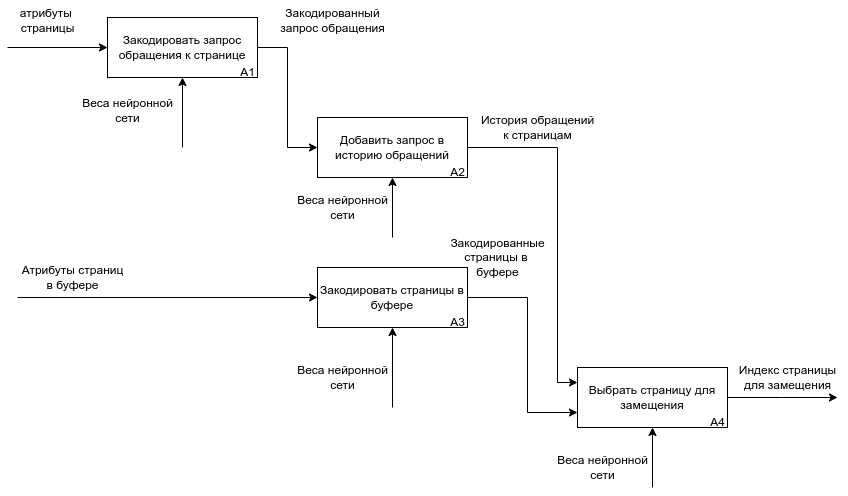 атрибуты
страницы
Закодировать запрос
обращения к странице
A1
Закодированный
запрос обращения
Веса нейронной
сети
Добавить запрос в
историю обращений
A2
История обращений
к страницам
Веса нейронной
сети
Атрибуты страниц
в буфере
Закодировать страницы в
буфере
A3
Закодированные
страницы в
буфере
Веса нейронной
сети
Выбрать страницу для
замещения
A4
Индекс страницы
для замещения
Веса нейронной
сети